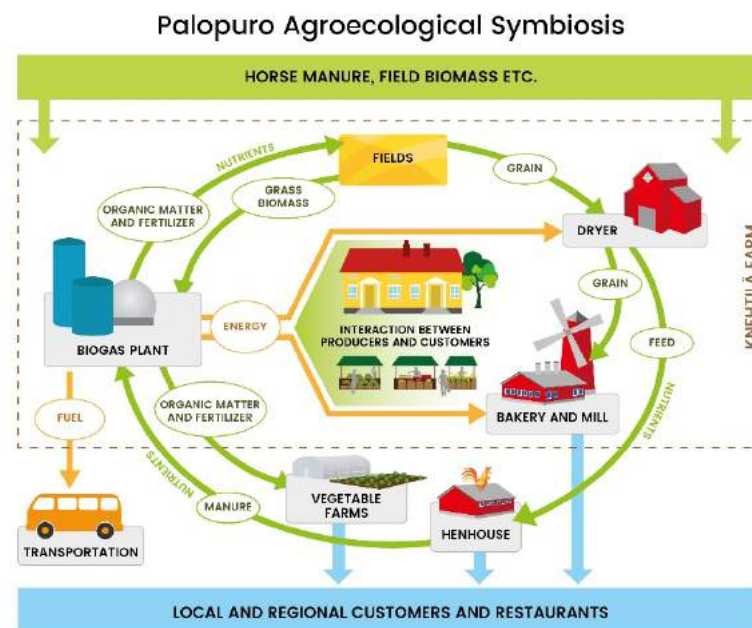 Palopuro Agroecological Symbiosis
HORSE MANURE, FIELD BIOMASS ETC.
NUTRIENTS
FIELDS
GRAIN
GRASS
BIOMASS
ORGANIC MATTER
AND FERTILIZER
DRYER
KNEHTILÄ FARM
GRAIN
ENERGY
INTERACTION BETWEEN
PRODUCERS AND CUSTOMERS
FEED
BIOGAS PLANT
FUEL
ORGANIC MATTER
AND FERTILIZER
BAKERY AND MILL
NUTRIENTS
NUTRIENTS
MANURE
VEGETABLE
FARMS
HENHOUSE
TRANSPORTATION
LOCAL AND REGIONAL CUSTOMERS AND RESTAURANTS